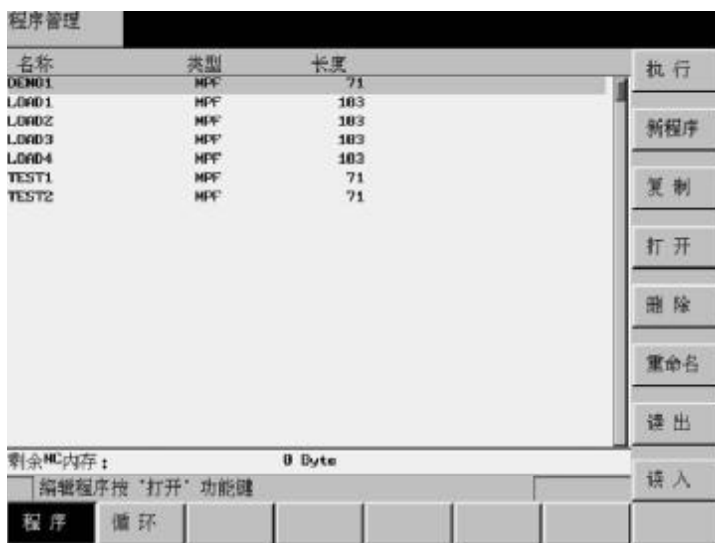 程序管理
名称 类型 长度
DEMO1 MPF 71
LOAD1 MPF 103
LOAD2 MPF 103
LOAD3 MPF 103
LOAD4 MPF 103
TEST1 MPF 71
TEST2 MPF 71
执行
新程序
复制
打开
删除
重命名
读出
读入
剩余NC内存: 0 Byte
编辑程序按"打开"功能键
程序 循环